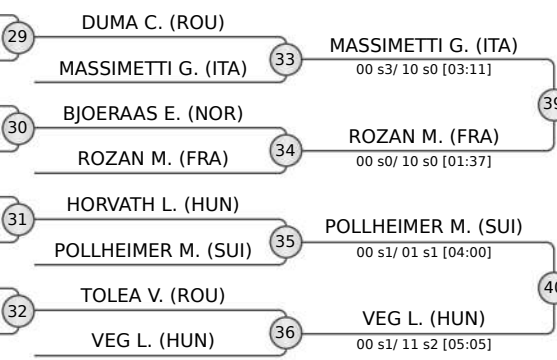 29
DUMA C. (ROU)
MASSIMETTI G. (ITA)
33
MASSIMETTI G. (ITA)
00 s3/ 10 s0 [03:11]
30
BJOERAAS E. (NOR)
ROZAN M. (FRA)
34
ROZAN M. (FRA)
00 s0/ 10 s0 [01:37]
39
31
HORVATH L. (HUN)
POLLHEIMER M. (SUI)
35
POLLHEIMER M. (SUI)
00 s1/ 01 s1 [04:00]
32
TOLEA V. (ROU)
VEG L. (HUN)
36
VEG L. (HUN)
00 s1/ 11 s2 [05:05]
40